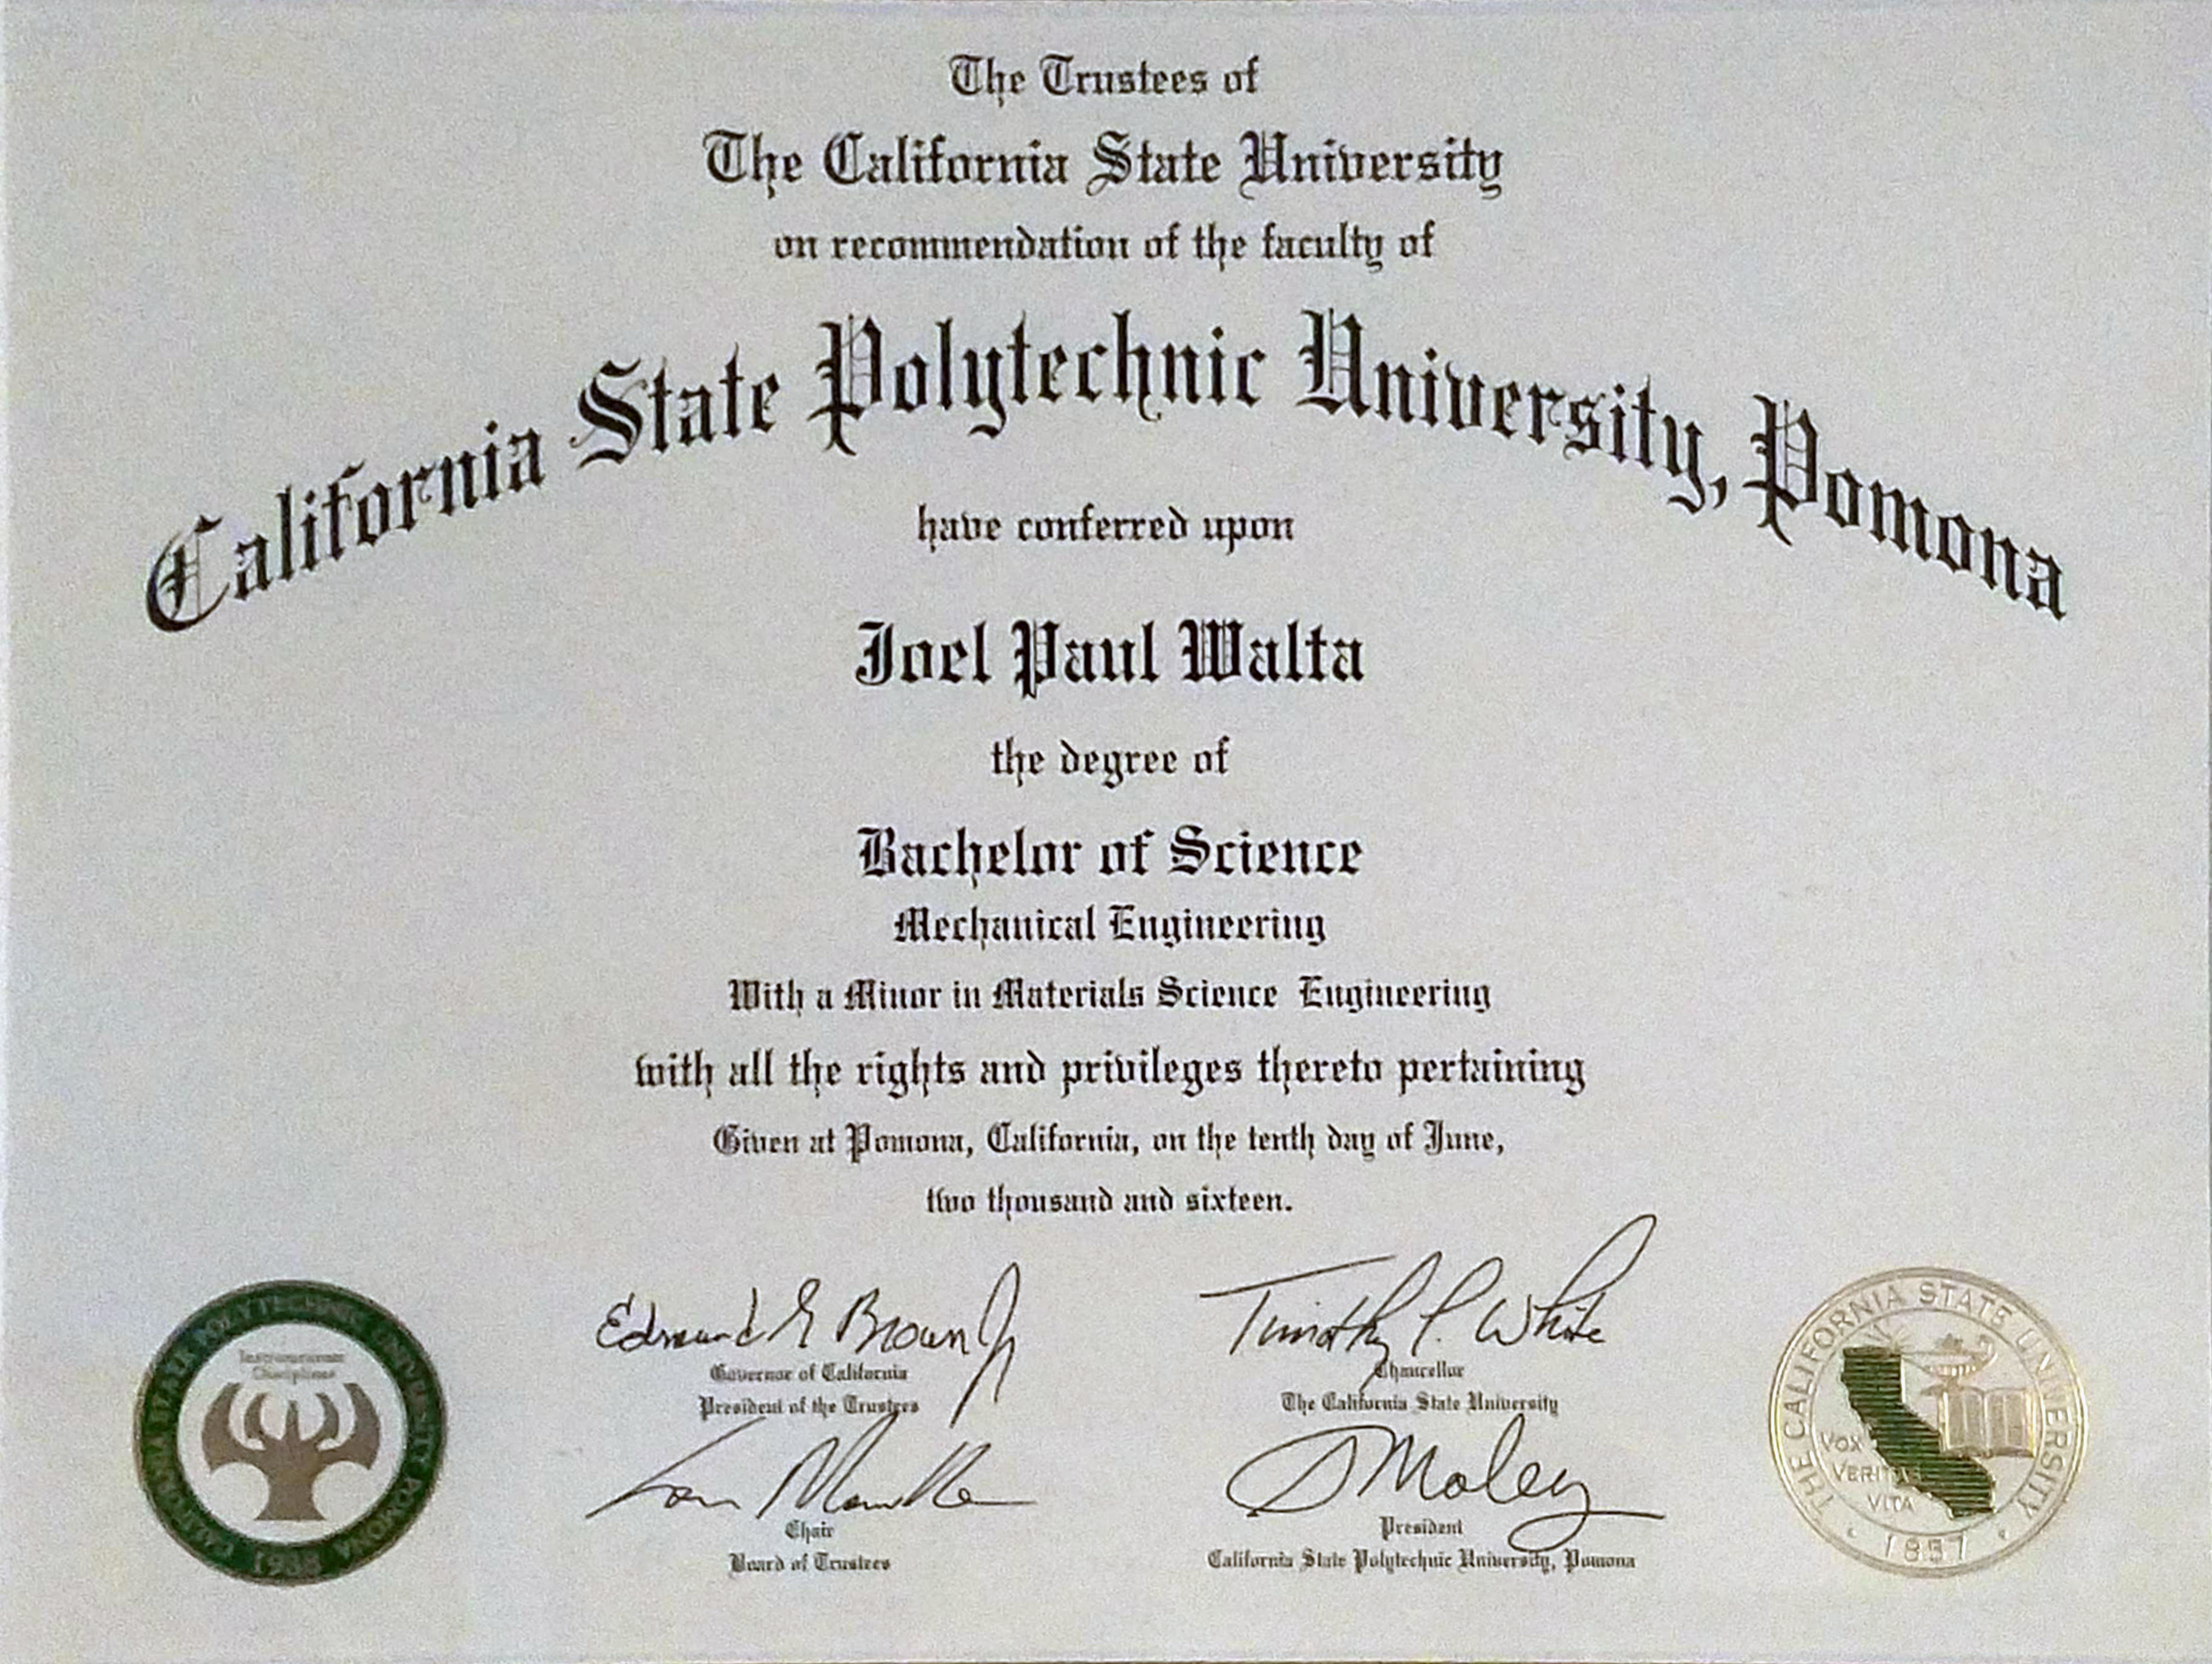 The Trustees of
The California State University
on recommendation of the faculty of
California State Polytechnic University, Pomona
have conferred upon
Joel Paul Walta
the degree of
Bachelor of Science
Mechanical Engineering
With a Minor in Materials Science Engineering
with all the rights and privileges thereto pertaining
Given at Pomona, California, on the tenth day of June,
two thousand and sixteen.
Edmund G Brown Jr
Governor of California
President of the Trustees
Timothy P. White
Chancellor
The California State University
Chair
Board of Trustees
President
California State Polytechnic University, Pomona
CALIFORNIA STATE POLYTECHNIC UNIVERSITY POMONA
Instrumentum
Disciplinae
1938
THE CALIFORNIA STATE UNIVERSITY
VOX
VERITAS
VITA
1857